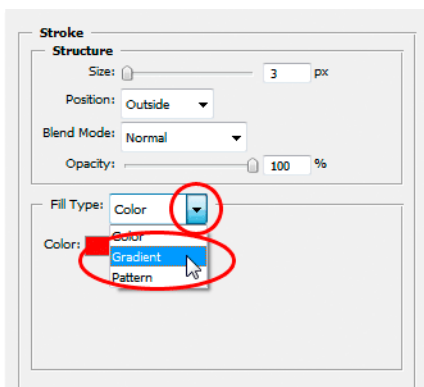 Stroke
Structure
Size: 3 px
Position: Outside
Blend Mode: Normal
Opacity: 100 %
Fill Type: Color
Color: Color
Gradient
Pattern